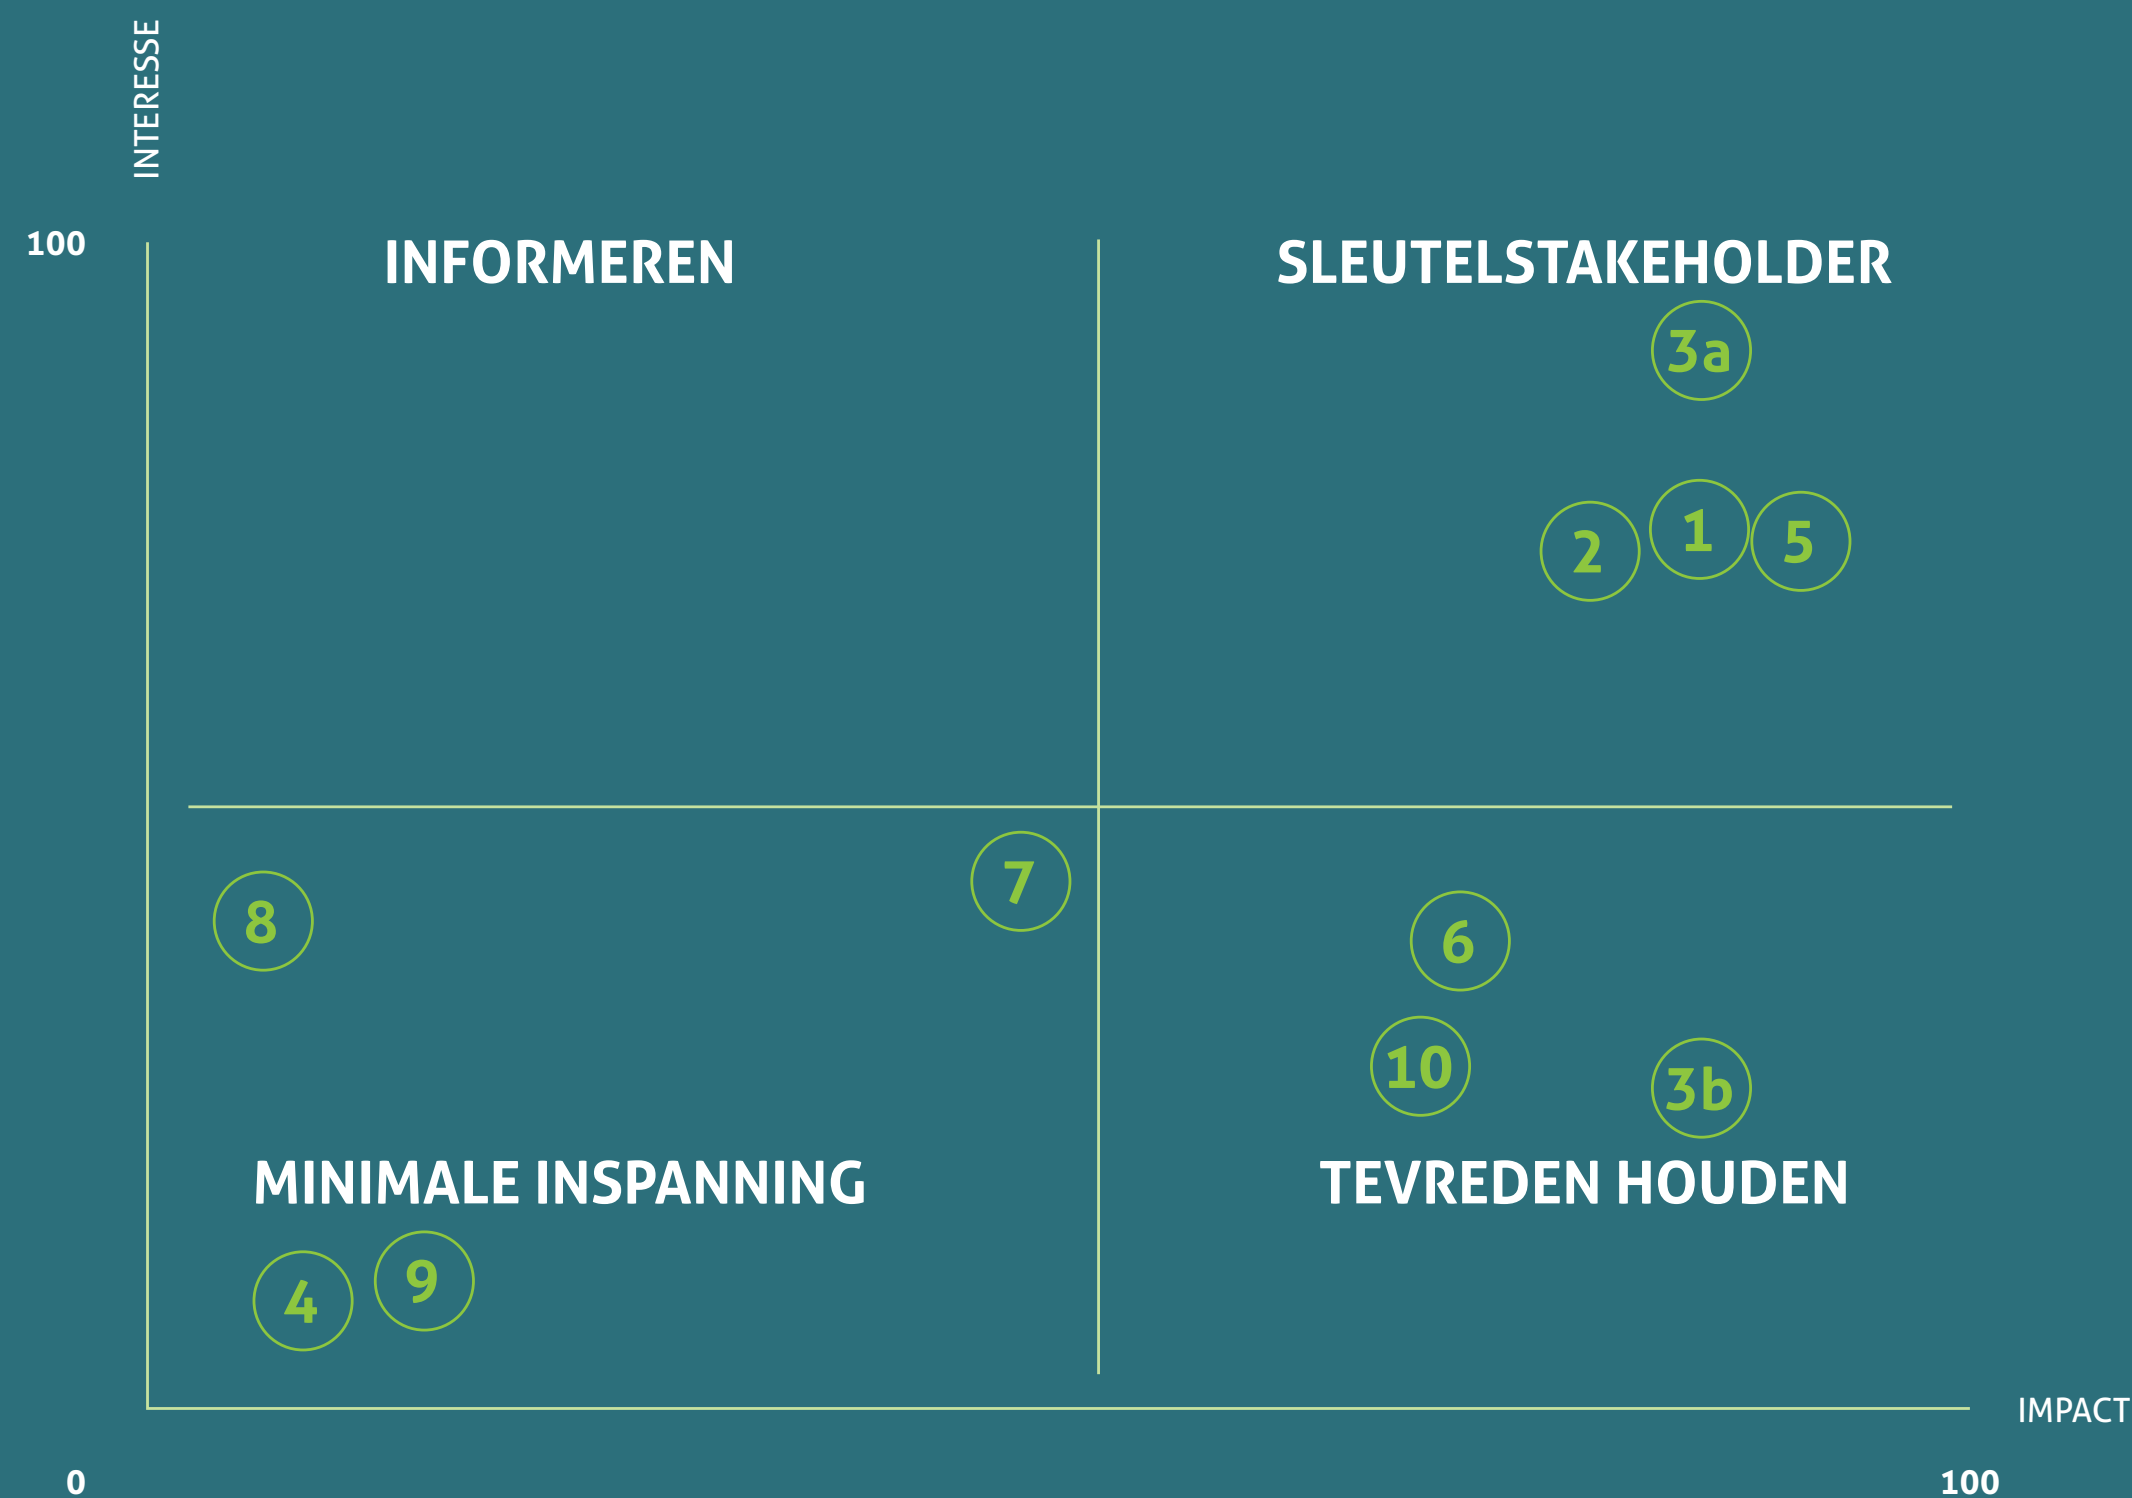 INTERESSE
100
INFORMEREN
SLEUTELSTAKEHOLDER
3a
2
1
5
8
7
6
10
3b
MINIMALE INSPANNING
TEVREDEN HOUDEN
4
9
IMPACT
0
100